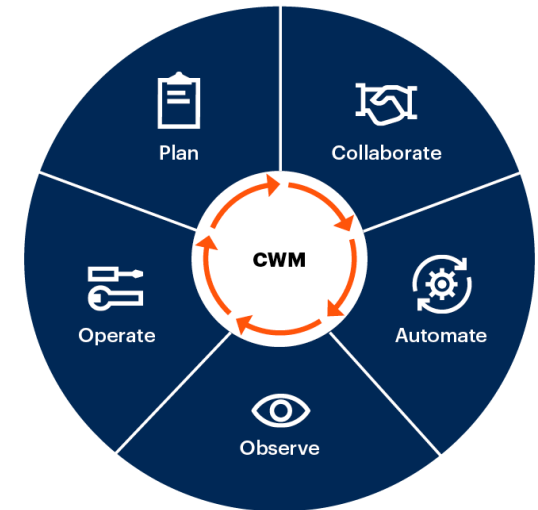 Plan
Collaborate
CWM
Operate
Automate
Observe